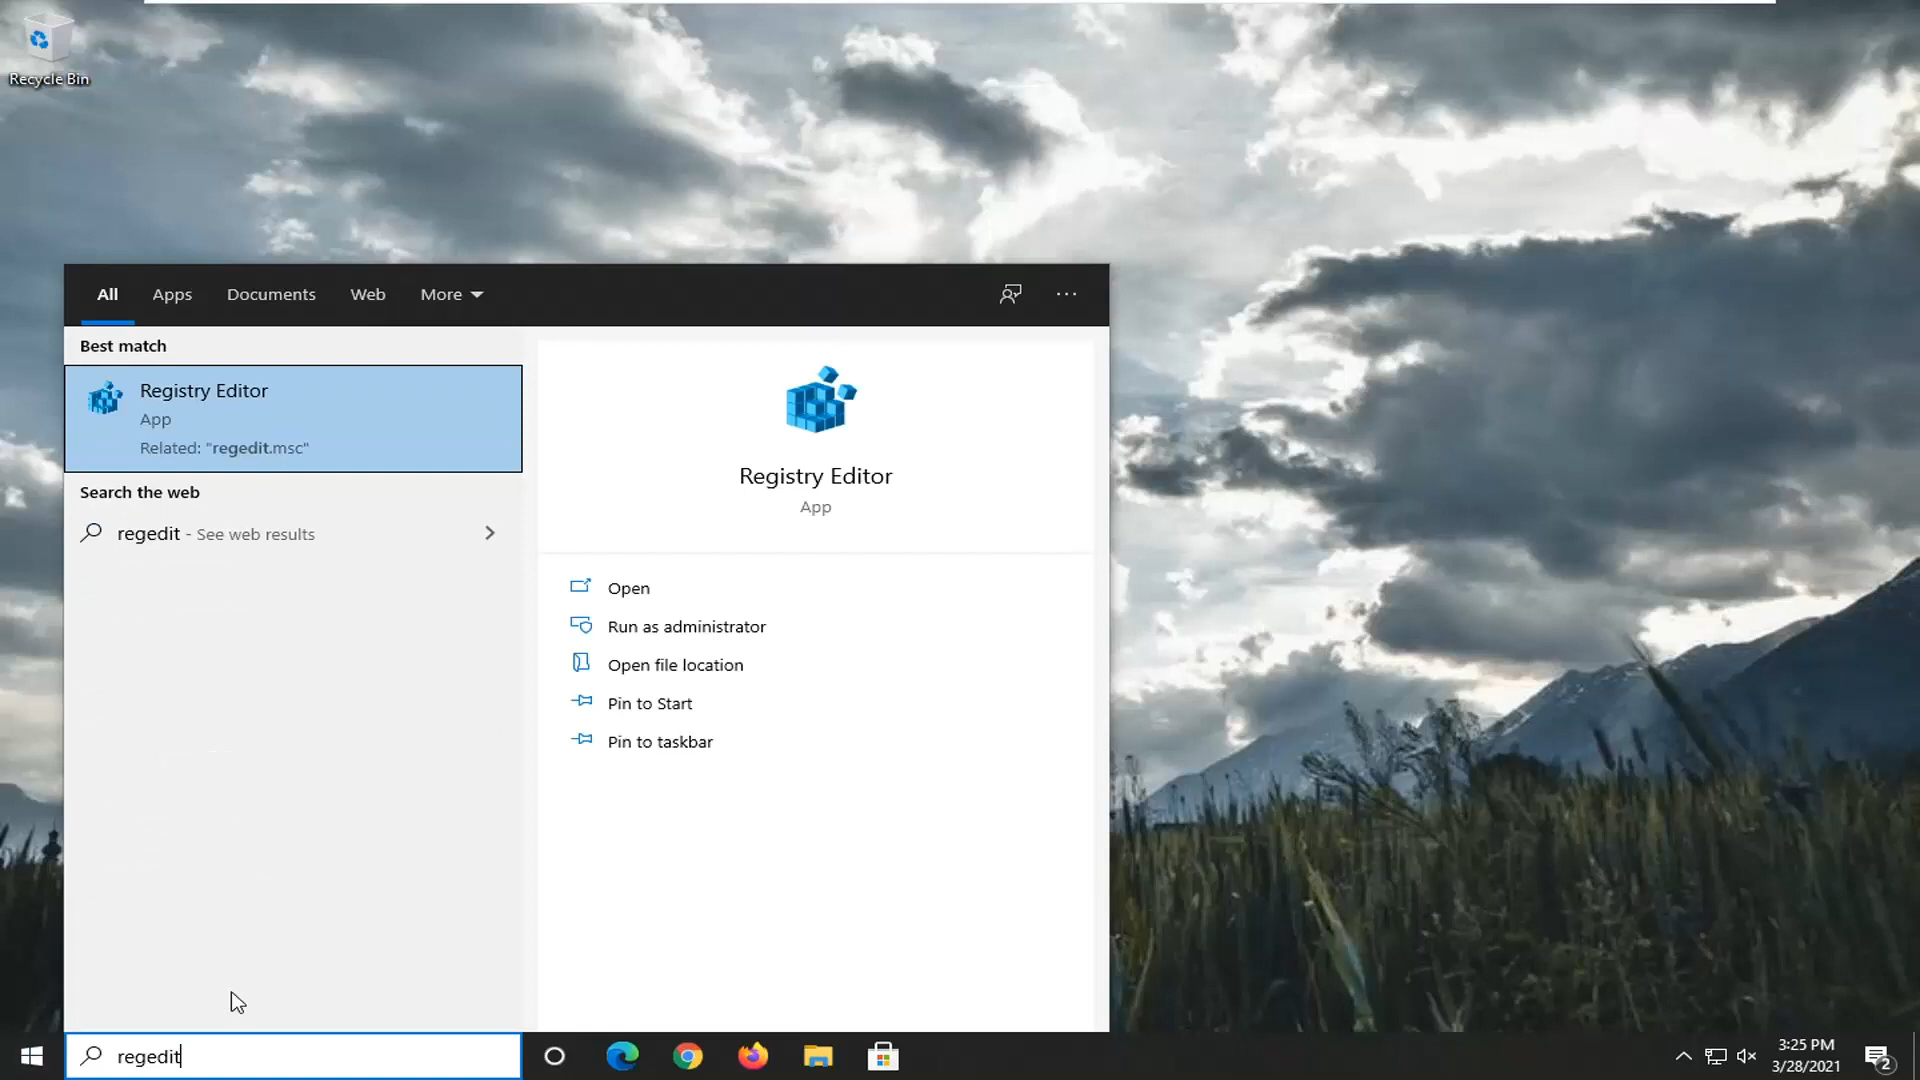 Recycle Bin
All Apps Documents Web More
Best match
Registry Editor
App
Related: "regedit.msc"
Search the web
regedit - See web results
Registry Editor
App
Open
Run as administrator
Open file location
Pin to Start
Pin to taskbar
regedit
3:25 PM
3/28/2021
2